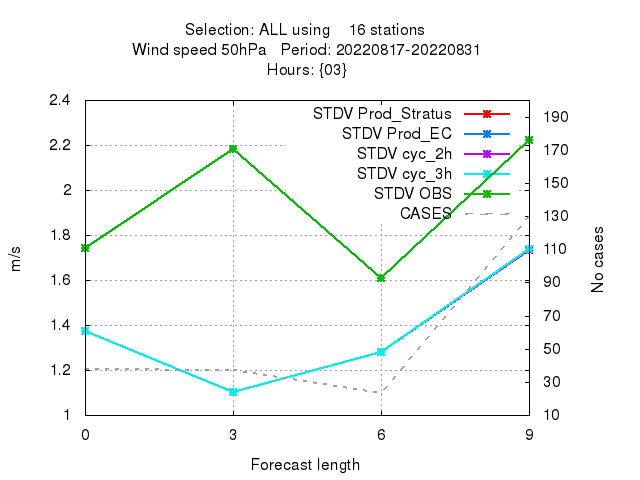 Selection: ALL using 16 stations
Wind speed 50hPa Period: 20220817-20220831
Hours: {03}
STDV Prod_Stratus
STDV Prod_EC
STDV cyc_2h
STDV cyc_3h
STDV OBS
CASES
2.4
2.2
2
1.8
1.6
1.4
1.2
1
190
170
150
130
110
90
70
50
30
10
m/s
No cases
0 3 6 9
Forecast length